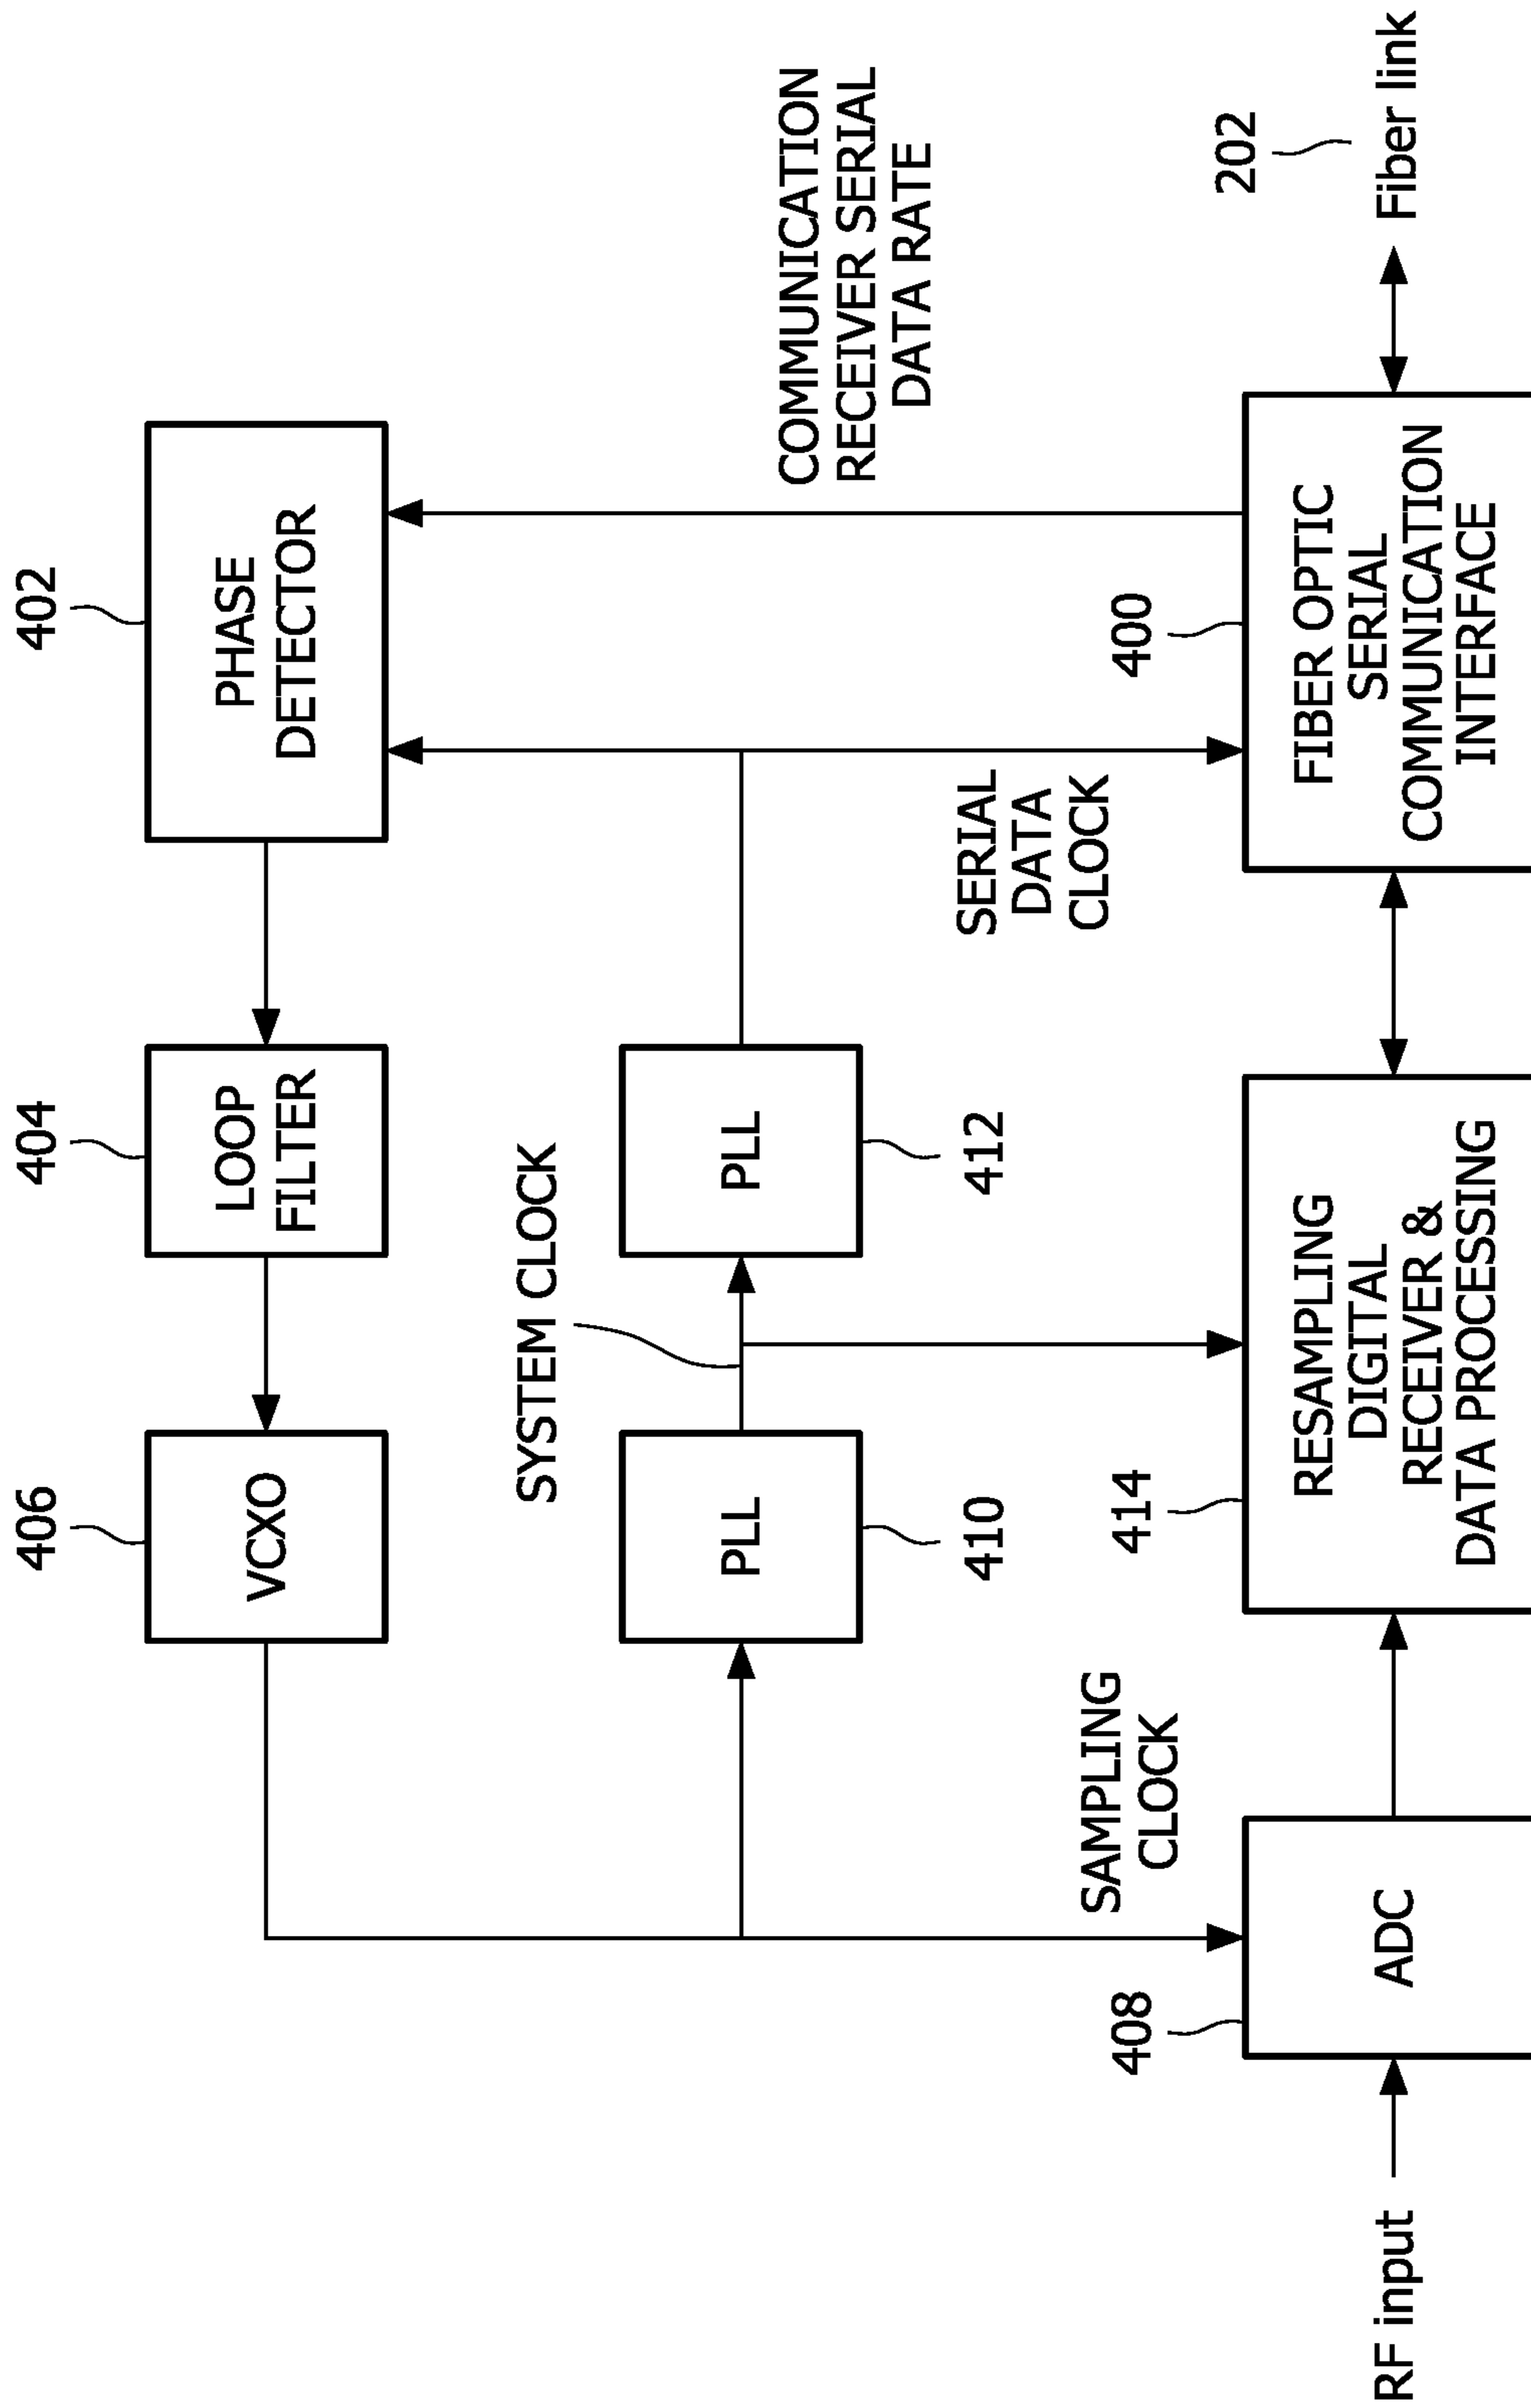 406
404
402
VCXO
LOOP
FILTER
PHASE
DETECTOR
SYSTEM CLOCK
PLL
PLL
410
412
COMMUNICATION
RECEIVER SERIAL
DATA RATE
SAMPLING
CLOCK
SERIAL
DATA
CLOCK
408
414
400
202
RF input
ADC
RESAMPLING
DIGITAL
RECEIVER &
DATA PROCESSING
FIBER OPTIC
SERIAL
COMMUNICATION
INTERFACE
Fiber link